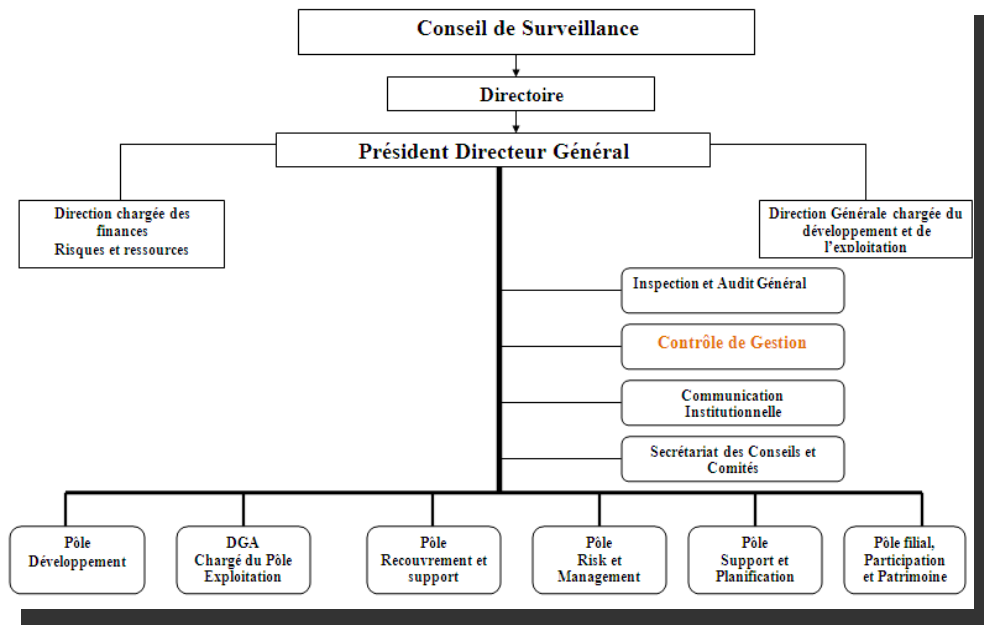 Conseil de Surveillance
Directoire
Président Directeur Général
Direction chargée des
finances
Risques et ressources
Direction Générale chargée du
développement et de
l'exploitation
Inspection et Audit Général
Contrôle de Gestion
Communication
Institutionnelle
Secrétariat des Conseils et
Comités
Pôle
Développement
DGA
Chargé du Pôle
Exploitation
Pôle
Recouvrement et
support
Pôle
Risk et
Management
Pôle
Support et
Planification
Pôle filial,
Participation
et Patrimoine